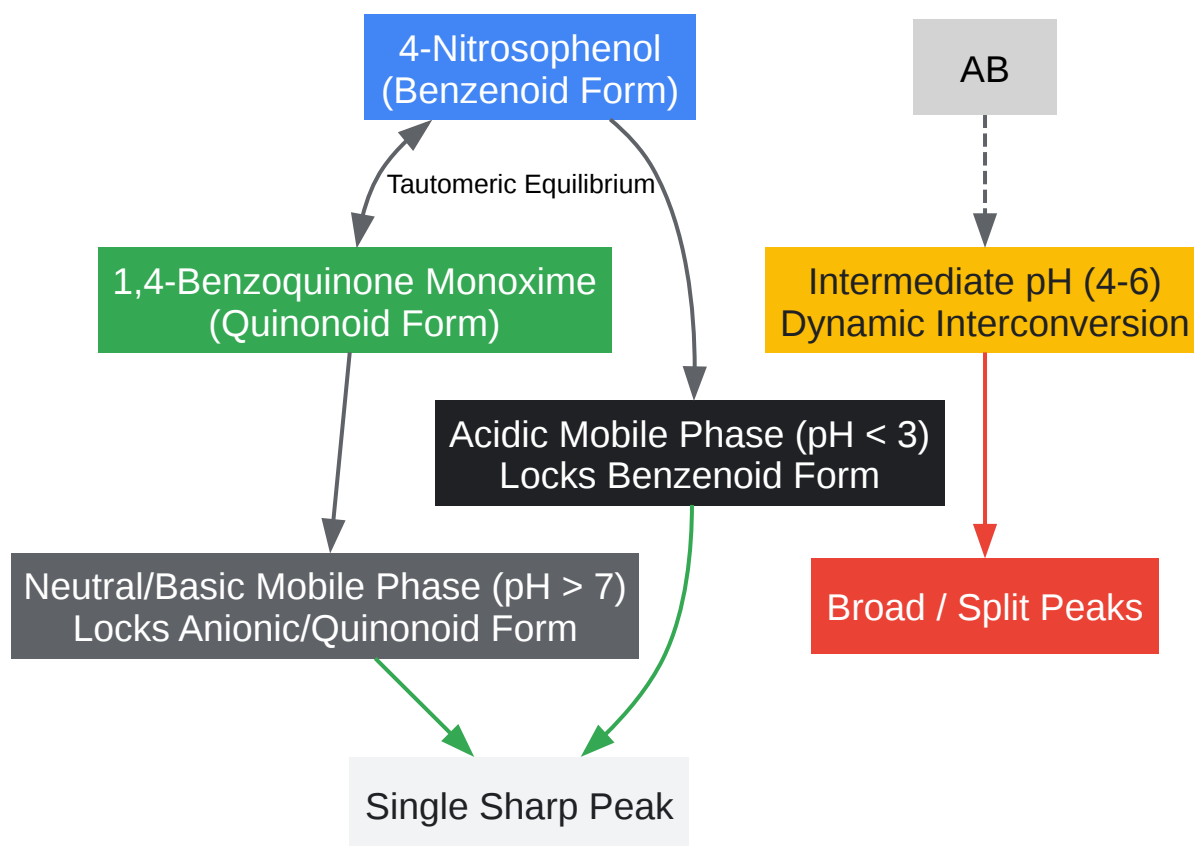 4-Nitrosophenol
(Benzenoid Form)
AB
Tautomeric Equilibrium
1,4-Benzoquinone Monoxime
(Quinonoid Form)
Intermediate pH (4-6)
Dynamic Interconversion
Acidic Mobile Phase (pH < 3)
Locks Benzenoid Form
Neutral/Basic Mobile Phase (pH > 7)
Locks Anionic/Quinonoid Form
Broad / Split Peaks
Single Sharp Peak